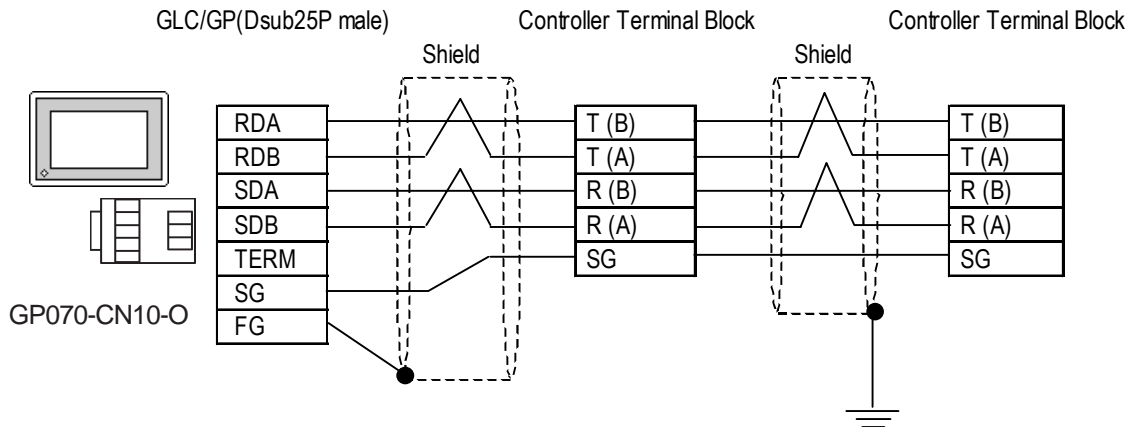 GLC/GP(Dsub25P male) Controller Terminal Block Controller Terminal Block
Shield Shield
RDA T (B) T (B)
RDB T (A) T (A)
SDA R (B) R (B)
SDB R (A) R (A)
TERM SG SG
SG
FG
GP070-CN10-O